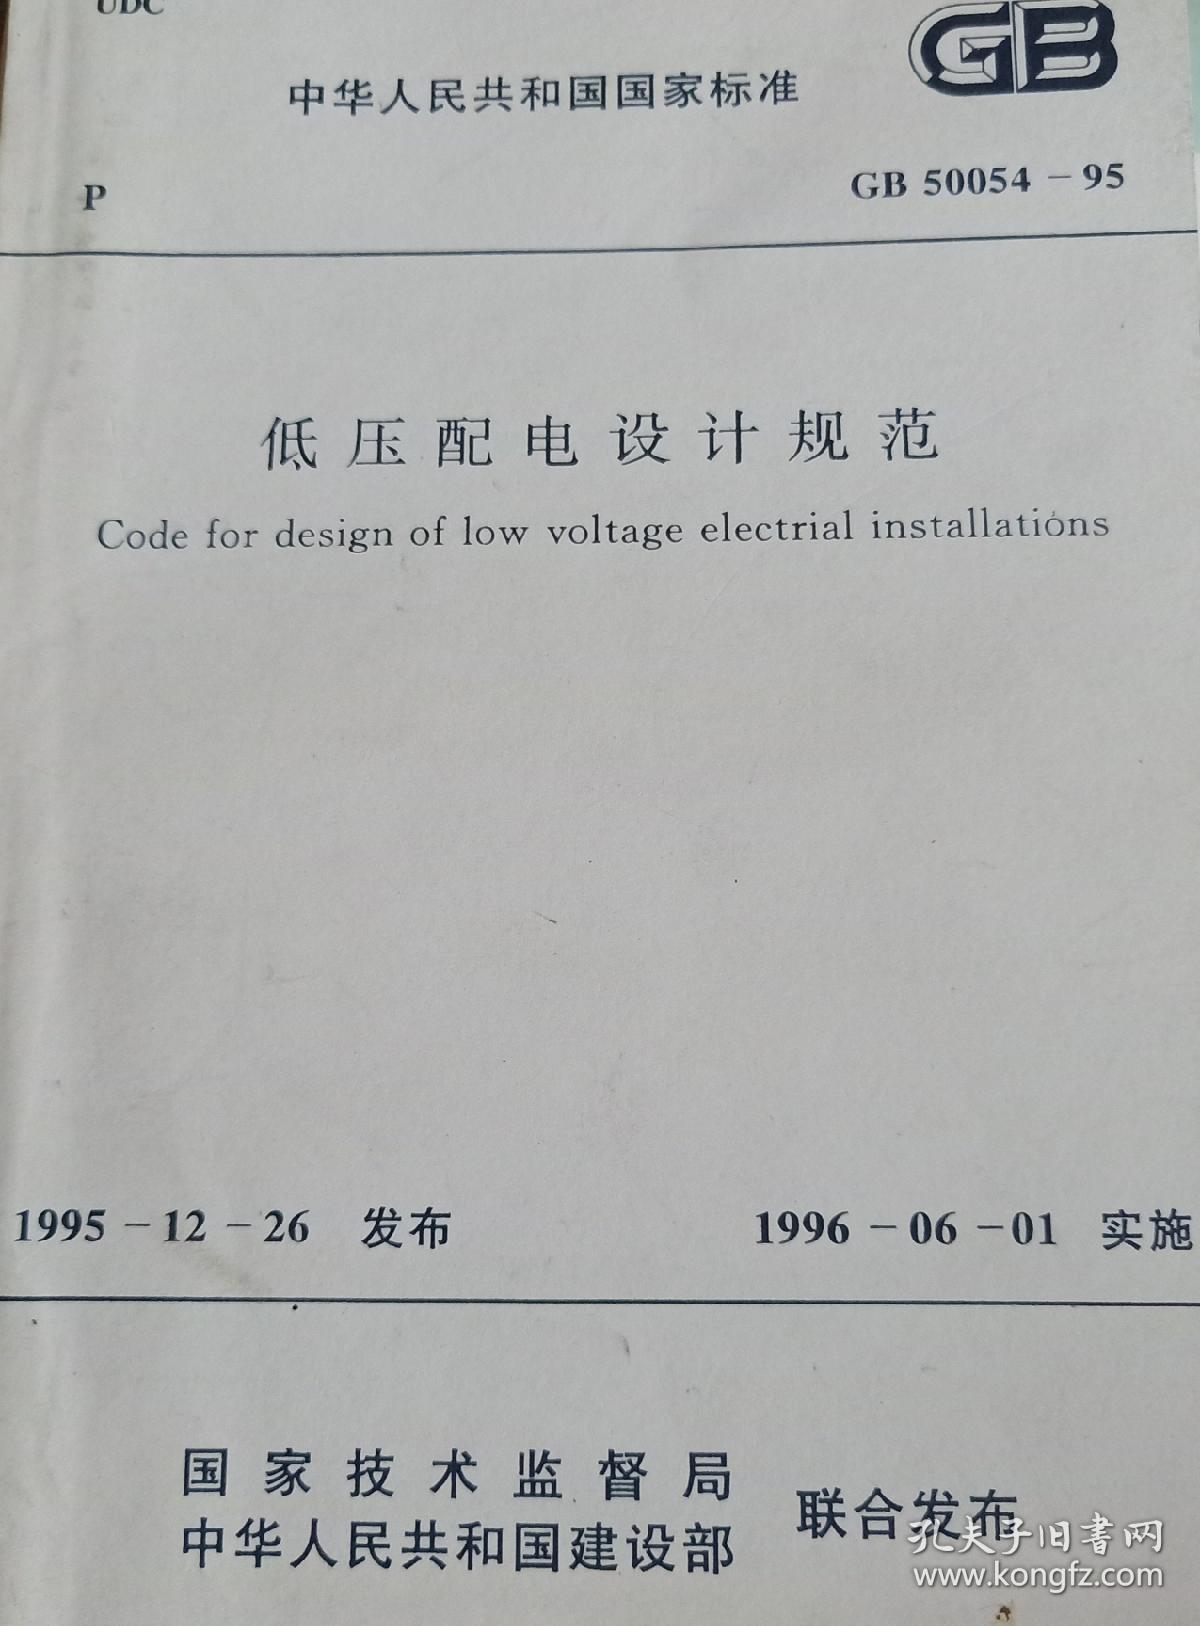 UDC
GB
中华人民共和国国家标准
P
GB 50054-95
低压配电设计规范
Code for design of low voltage electrial installations
1995-12-26 发布
1996-06-01 实施
国家技术监督局
中华人民共和国建设部
联合发布
孔夫子旧书网
www.kongfz.com